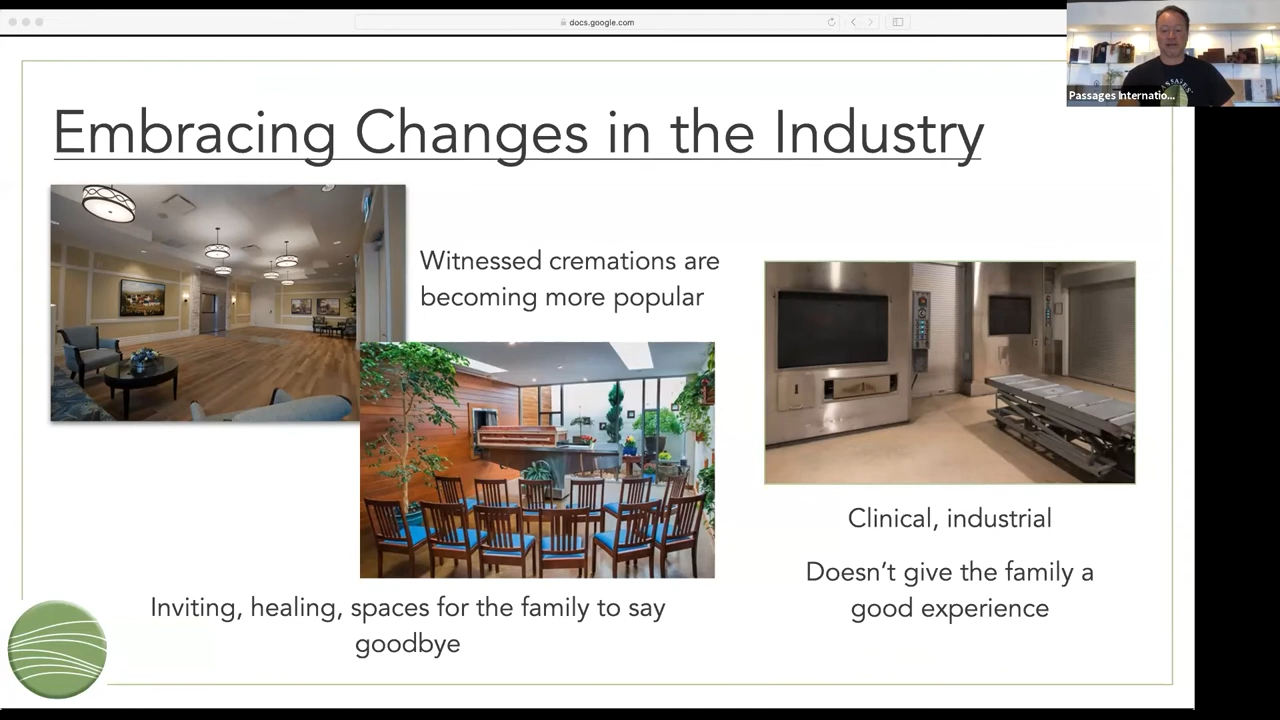 docs.google.com
Passages Internatio...
Embracing Changes in the Industry
Witnessed cremations are
becoming more popular
Clinical, industrial
Doesn't give the family a
good experience
Inviting, healing, spaces for the family to say
goodbye